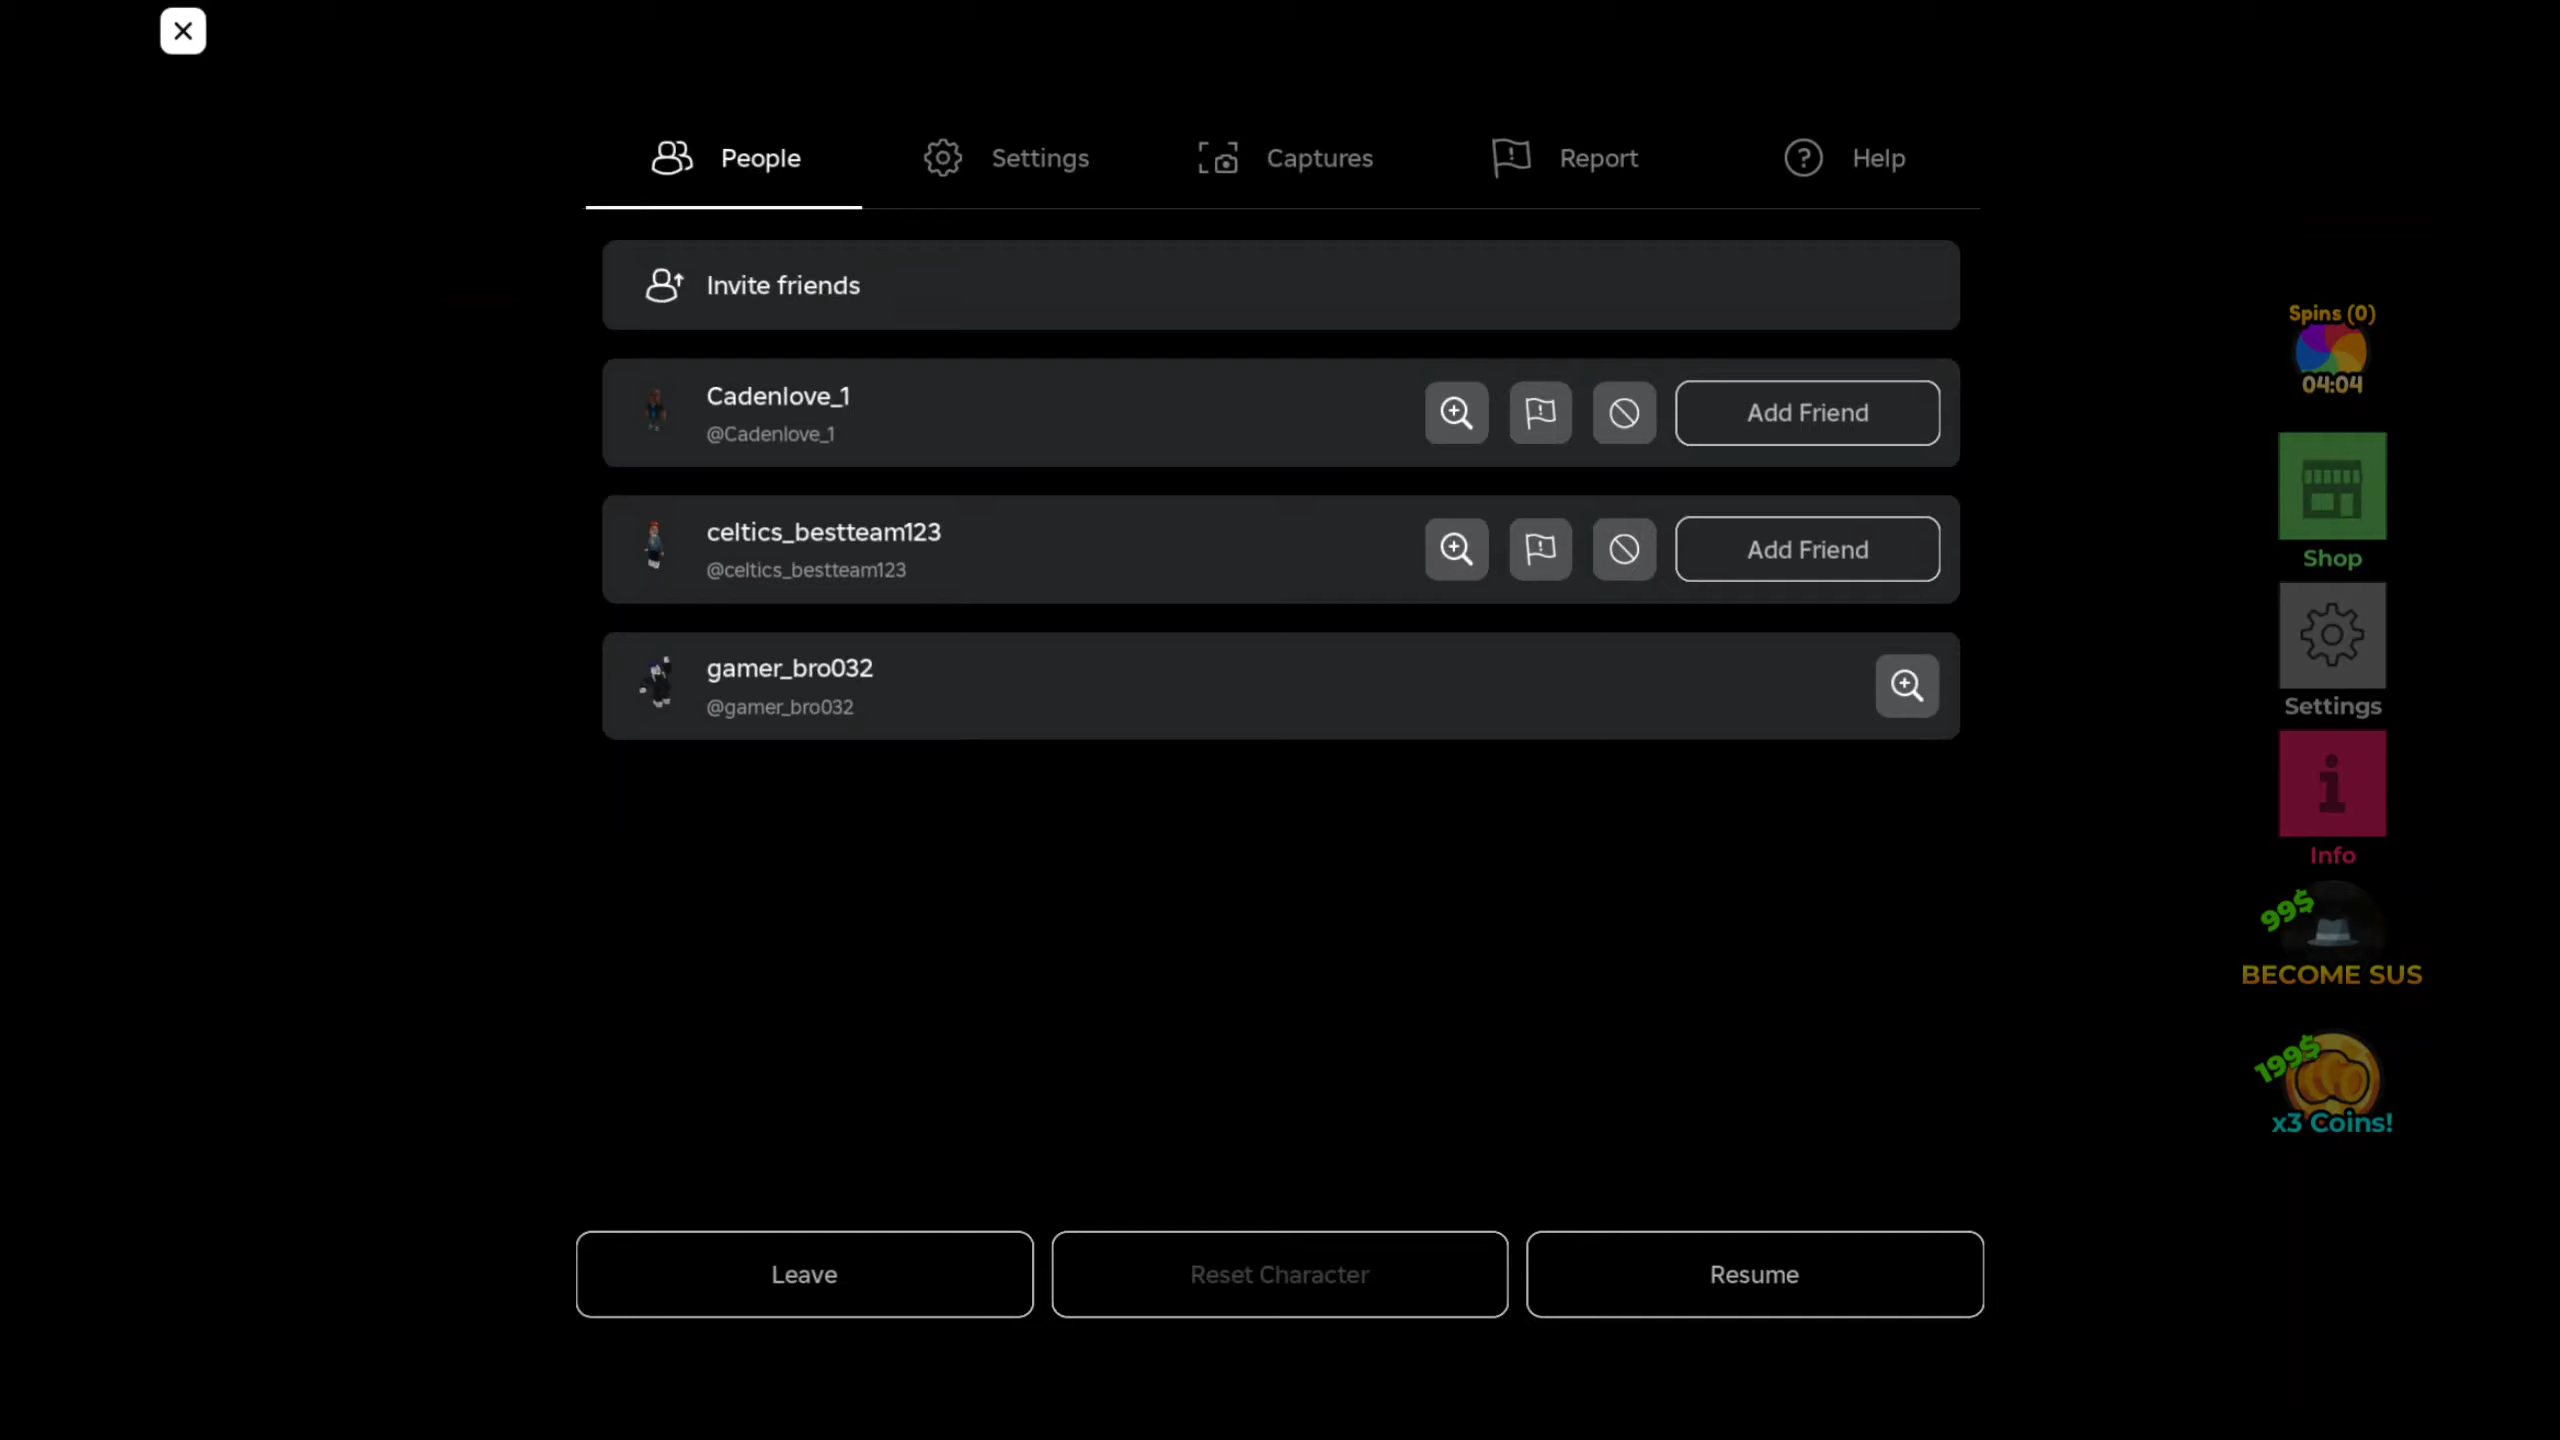 People
Settings
Captures
Report
Help
Invite friends
Cadenlove_1
@Cadenlove_1
Add Friend
celtics_bestteam123
@celtics_bestteam123
Add Friend
gamer_bro032
@gamer_bro032
Leave
Reset Character
Resume
Spins (0)
04:04
Shop
Settings
Info
99$
BECOME SUS
199$
x3 Coins!